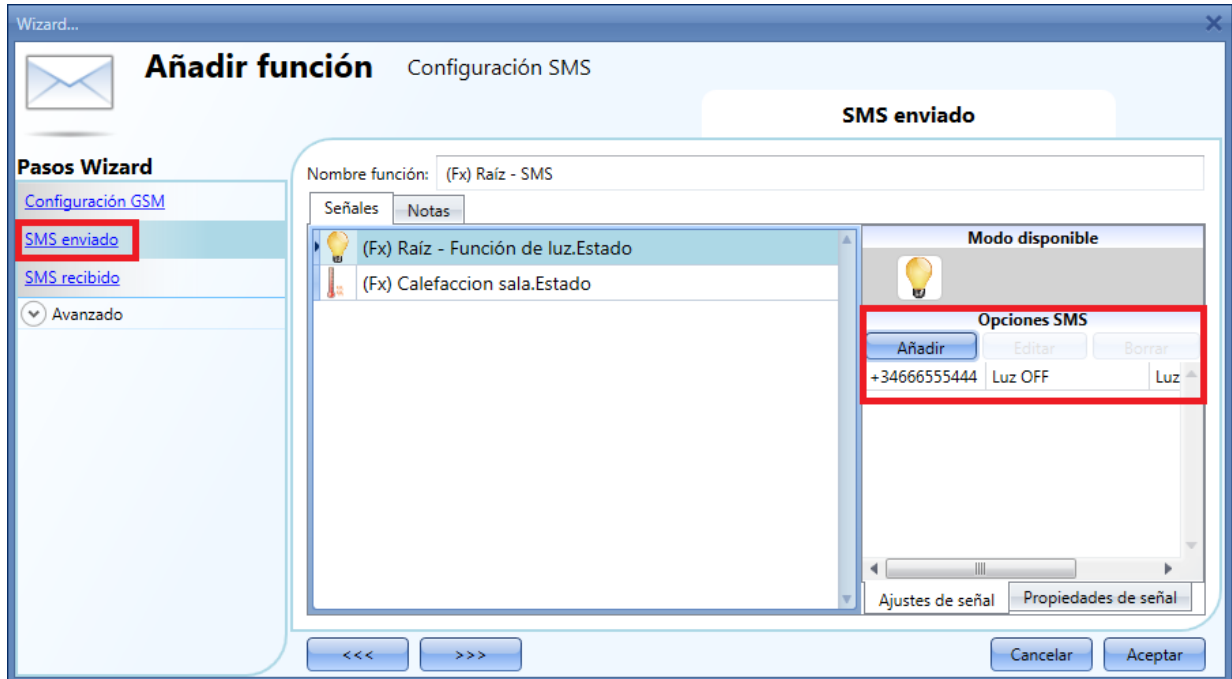 Wizard...
Añadir función Configuración SMS
SMS enviado
Pasos Wizard
Configuración GSM
SMS enviado
SMS recibido
Avanzado
Nombre función: (Fx) Raíz - SMS
Señales Notas
(Fx) Raíz - Función de luz.Estado
(Fx) Calefaccion sala.Estado
Modo disponible
Opciones SMS
Añadir Editar Borrar
+34666555444 Luz OFF Luz
Ajustes de señal Propiedades de señal
<<< >>> Cancelar Aceptar